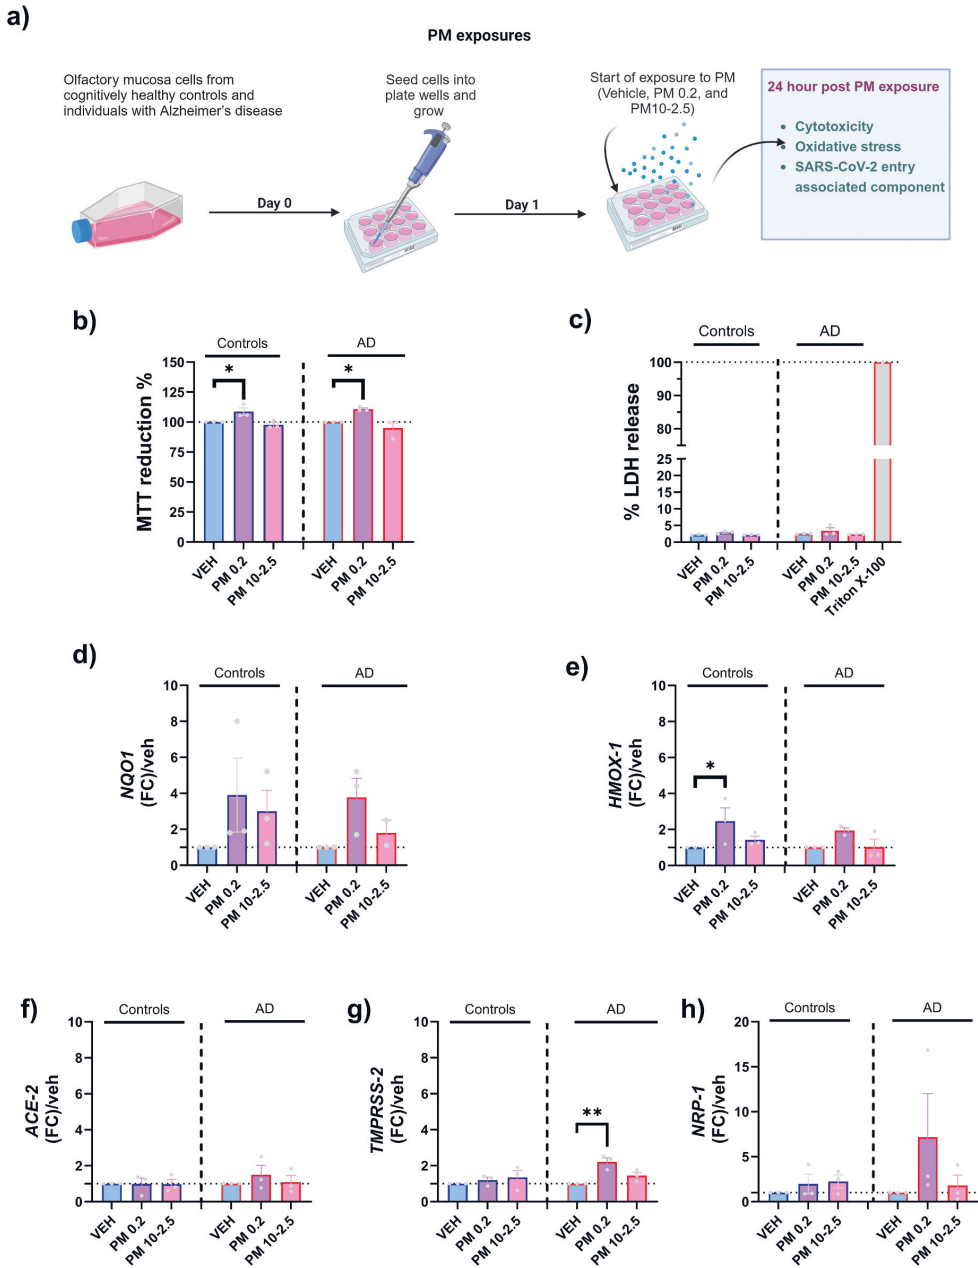 a)
PM exposures
Olfactory mucosa cells from
cognitively healthy controls and
individuals with Alzheimer's disease
Seed cells into
plate wells and
grow
Start of exposure to PM
(Vehicle, PM 0.2, and
PM10-2.5)
24 hour post PM exposure
• Cytotoxicity
• Oxidative stress
• SARS-CoV-2 entry
associated component
Day 0
Day 1
b)
Controls
AD
MTT reduction %
150
125
100
75
50
25
0
*
*
VEH
PM 0.2
PM 10-2.5
VEH
PM 0.2
PM 10-2.5
c)
Controls
AD
% LDH release
100
90
80
25
20
15
10
5
0
VEH
PM 0.2
PM 10-2.5
VEH
PM 0.2
PM 10-2.5
Triton X-100
d)
Controls
AD
NQO1
(FC)/veh
10
8
6
4
2
0
VEH
PM 0.2
PM 10-2.5
VEH
PM 0.2
PM 10-2.5
e)
Controls
AD
HMOX-1
(FC)/veh
10
8
6
4
2
0
*
VEH
PM 0.2
PM 10-2.5
VEH
PM 0.2
PM 10-2.5
f)
Controls
AD
ACE-2
(FC)/veh
10
8
6
4
2
0
VEH
PM 0.2
PM 10-2.5
VEH
PM 0.2
PM 10-2.5
g)
Controls
AD
TMPRSS-2
(FC)/veh
10
8
6
4
2
0
**
VEH
PM 0.2
PM 10-2.5
VEH
PM 0.2
PM 10-2.5
h)
Controls
AD
NRP-1
(FC)/veh
20
15
10
5
0
VEH
PM 0.2
PM 10-2.5
VEH
PM 0.2
PM 10-2.5